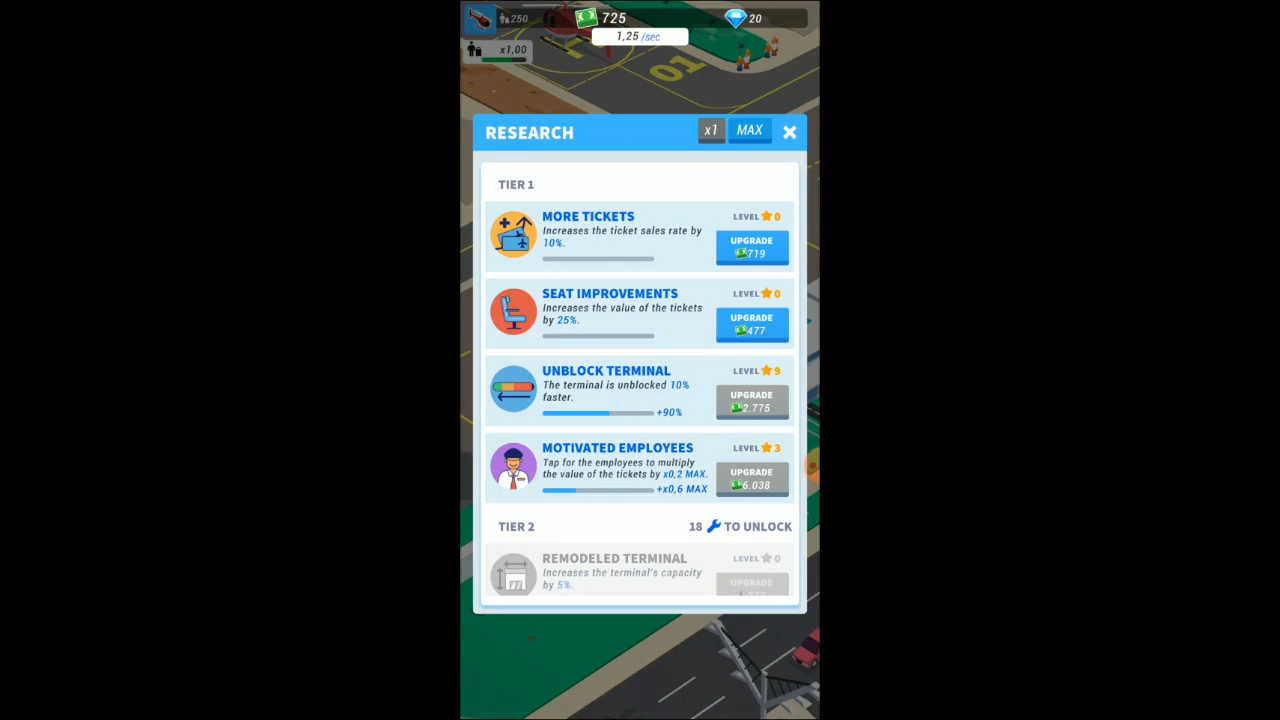 250
725
20
1,25 /sec
x1,00
01
RESEARCH
x1
MAX
TIER 1
MORE TICKETS
LEVEL 0
Increases the ticket sales rate by
10%.
UPGRADE
719
SEAT IMPROVEMENTS
LEVEL 0
Increases the value of the tickets
by 25%.
UPGRADE
477
UNBLOCK TERMINAL
LEVEL 9
The terminal is unblocked 10%
faster.
+90%
UPGRADE
2.775
MOTIVATED EMPLOYEES
LEVEL 3
Tap for the employees to multiply
the value of the tickets by x0,2 MAX.
+x0,6 MAX
UPGRADE
6.038
TIER 2
18 TO UNLOCK
REMODELED TERMINAL
LEVEL 0
Increases the terminal's capacity
by 5%.
UPGRADE